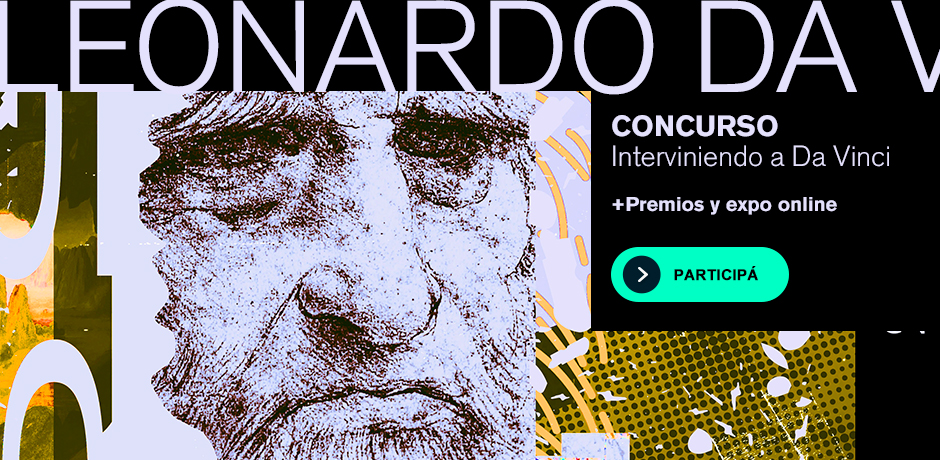 LEONARDO DA V
CONCURSO
Interviniendo a Da Vinci
+Premios y expo online
PARTICIPÁ